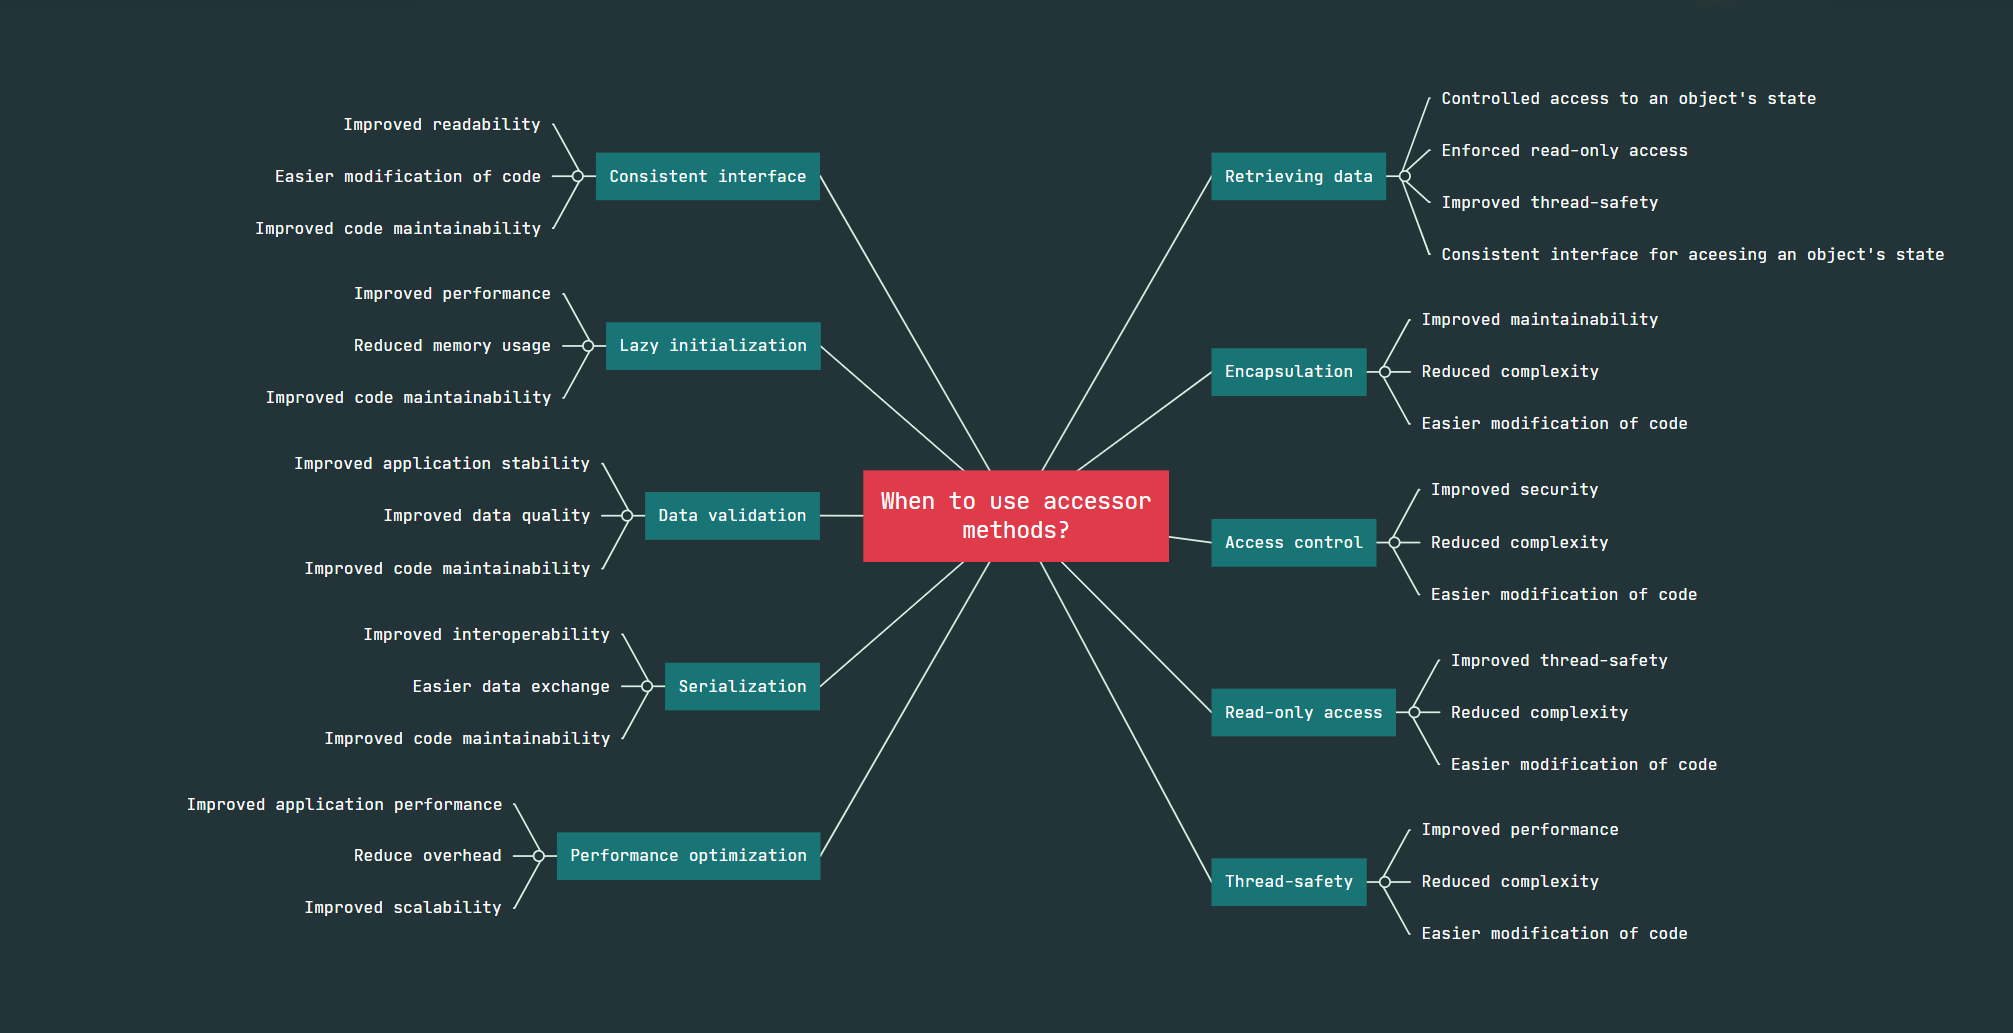 When to use accessor
methods?
Consistent interface
Improved readability
Easier modification of code
Improved code maintainability
Lazy initialization
Improved performance
Reduced memory usage
Improved code maintainability
Data validation
Improved application stability
Improved data quality
Improved code maintainability
Serialization
Improved interoperability
Easier data exchange
Improved code maintainability
Performance optimization
Improved application performance
Reduce overhead
Improved scalability
Retrieving data
Controlled access to an object's state
Enforced read-only access
Improved thread-safety
Consistent interface for aceesing an object's state
Encapsulation
Improved maintainability
Reduced complexity
Easier modification of code
Access control
Improved security
Reduced complexity
Easier modification of code
Read-only access
Improved thread-safety
Reduced complexity
Easier modification of code
Thread-safety
Improved performance
Reduced complexity
Easier modification of code